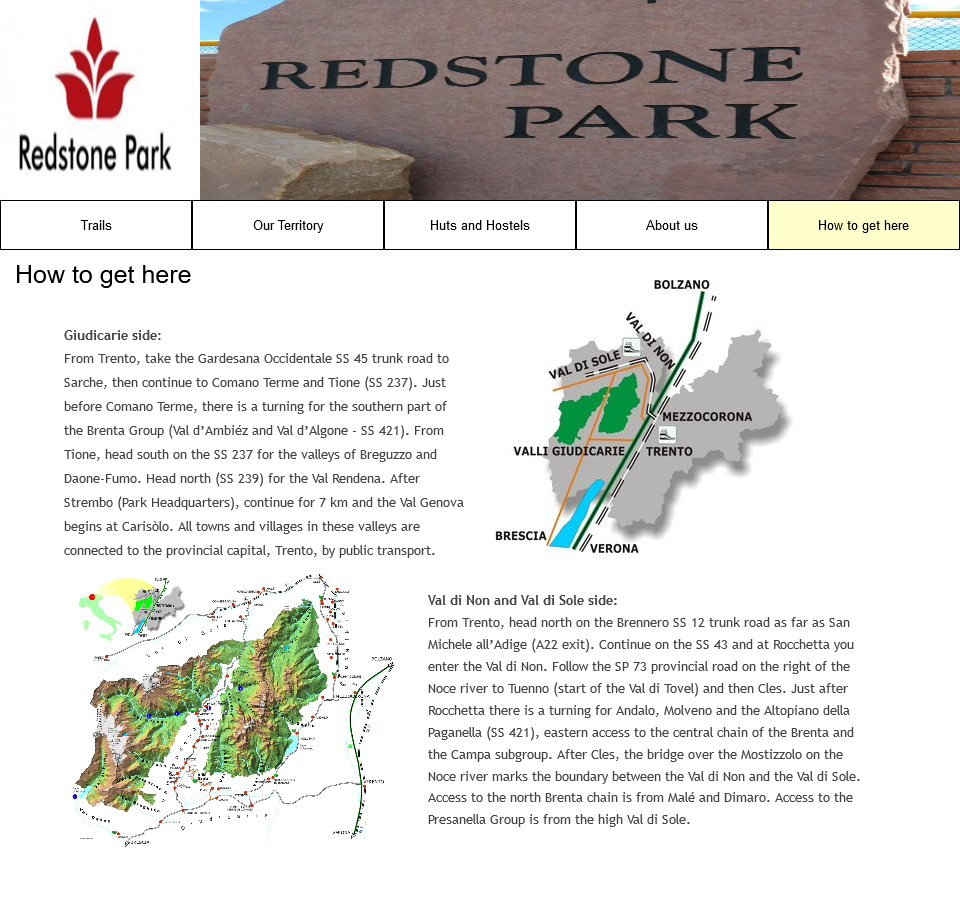 Redstone Park
REDSTONE
PARK
Trails
Our Territory
Huts and Hostels
About us
How to get here
How to get here
Giudicarie side:
From Trento, take the Gardesana Occidentale SS 45 trunk road to
Sarche, then continue to Comano Terme and Tione (SS 237). Just
before Comano Terme, there is a turning for the southern part of
the Brenta Group (Val d’Ambiéz and Val d’Algone - SS 421). From
Tione, head south on the SS 237 for the valleys of Breguzzo and
Daone-Fumo. Head north (SS 239) for the Val Rendena. After
Strembo (Park Headquarters), continue for 7 km and the Val Genova
begins at Carisòlo. All towns and villages in these valleys are
connected to the provincial capital, Trento, by public transport.
BOLZANO
VAL DI NON
VAL DI SOLE
MEZZOCORONA
VALLI GIUDICARIE
TRENTO
BRESCIA
VERONA
BOLZANO
TRENTO
VERONA
Val di Non and Val di Sole side:
From Trento, head north on the Brennero SS 12 trunk road as far as San
Michele all’Adige (A22 exit). Continue on the SS 43 and at Rocchetta you
enter the Val di Non. Follow the SP 73 provincial road on the right of the
Noce river to Tuenno (start of the Val di Tovel) and then Cles. Just after
Rocchetta there is a turning for Andalo, Molveno and the Altopiano della
Paganella (SS 421), eastern access to the central chain of the Brenta and
the Campa subgroup. After Cles, the bridge over the Mostizzolo on the
Noce river marks the boundary between the Val di Non and the Val di Sole.
Access to the north Brenta chain is from Malé and Dimaro. Access to the
Presanella Group is from the high Val di Sole.